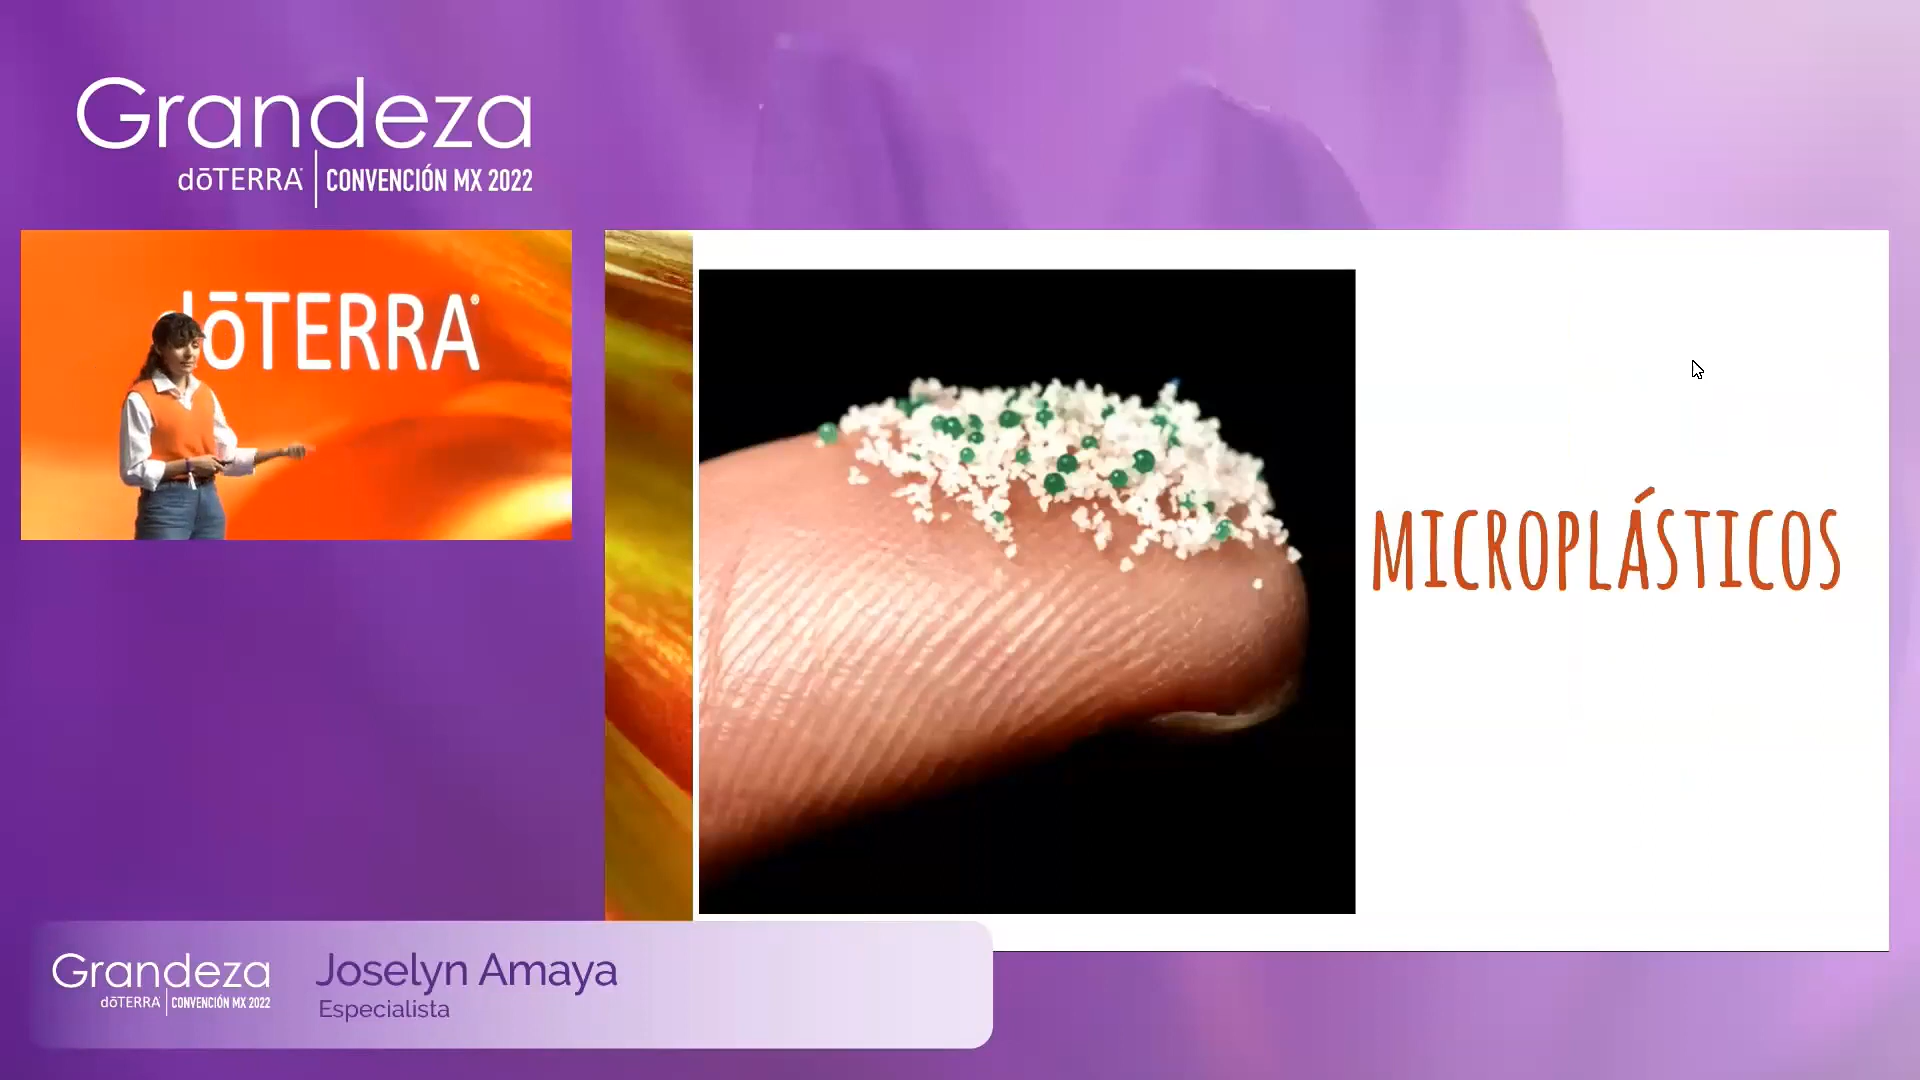 Grandeza
dōTERRA® | CONVENCIÓN MX 2022
dōTERRA®
MICROPLÁSTICOS
Grandeza
dōTERRA | CONVENCIÓN MX 2022
Joselyn Amaya
Especialista